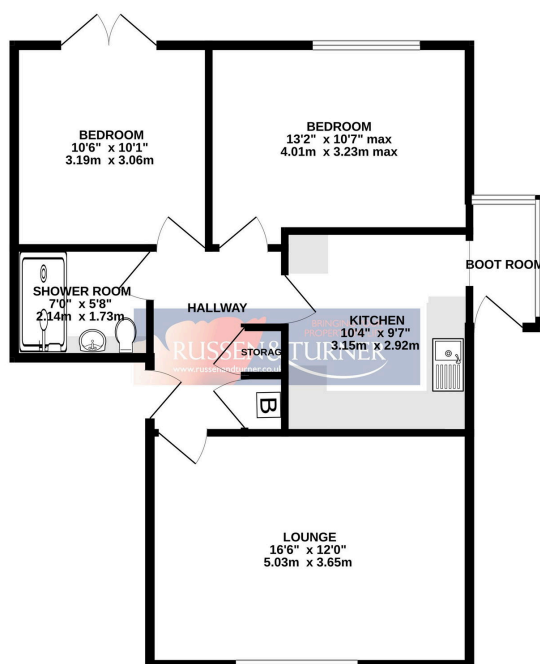 BEDROOM
10'6" x 10'1"
3.19m x 3.06m
BEDROOM
13'2" x 10'7" max
4.01m x 3.23m max
BOOT ROOM
SHOWER ROOM
7'0" x 5'8"
2.14m x 1.73m
HALLWAY
KITCHEN
10'4" x 9'7"
3.15m x 2.92m
RUSSEN & TURNER
www.russenandturner.co.uk
STORAG
B
LOUNGE
16'6" x 12'0"
5.03m x 3.65m